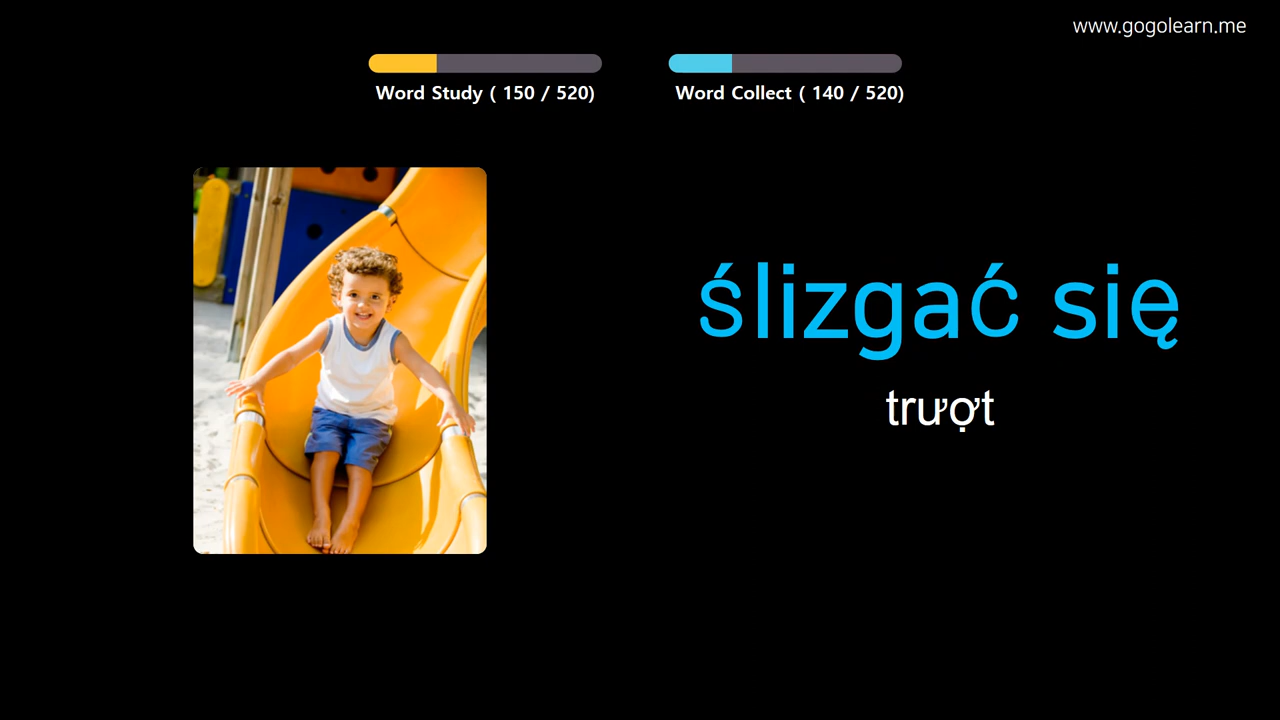 www.gogolearn.me
Word Study ( 150 / 520)
Word Collect ( 140 / 520)
ślizgać się
trượt